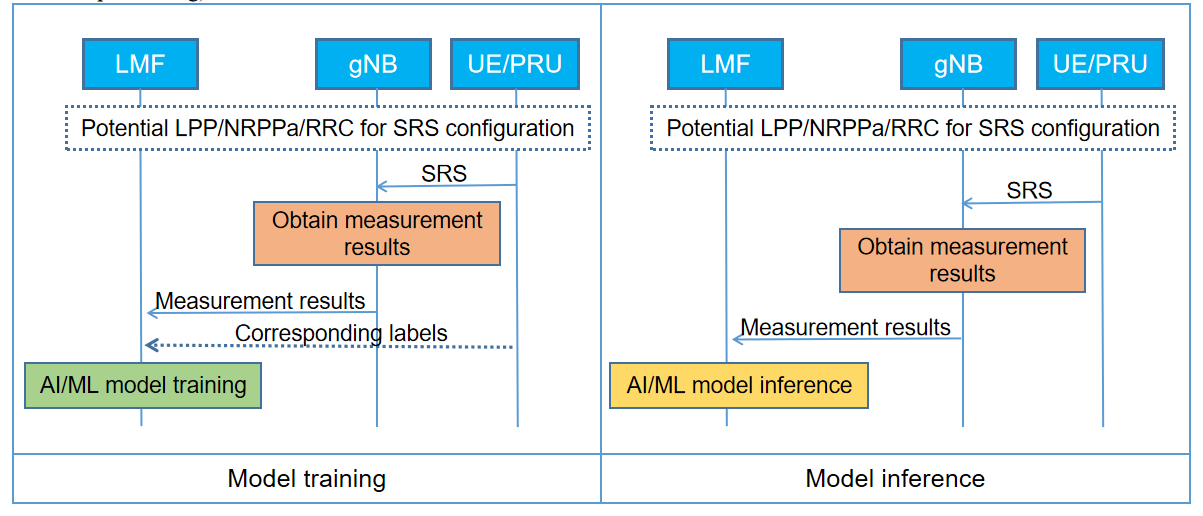 LMF
gNB
UE/PRU
Potential LPP/NRPPa/RRC for SRS configuration
SRS
Obtain measurement
results
Measurement results
Corresponding labels
AI/ML model training
Model training
LMF
gNB
UE/PRU
Potential LPP/NRPPa/RRC for SRS configuration
SRS
Obtain measurement
results
Measurement results
AI/ML model inference
Model inference